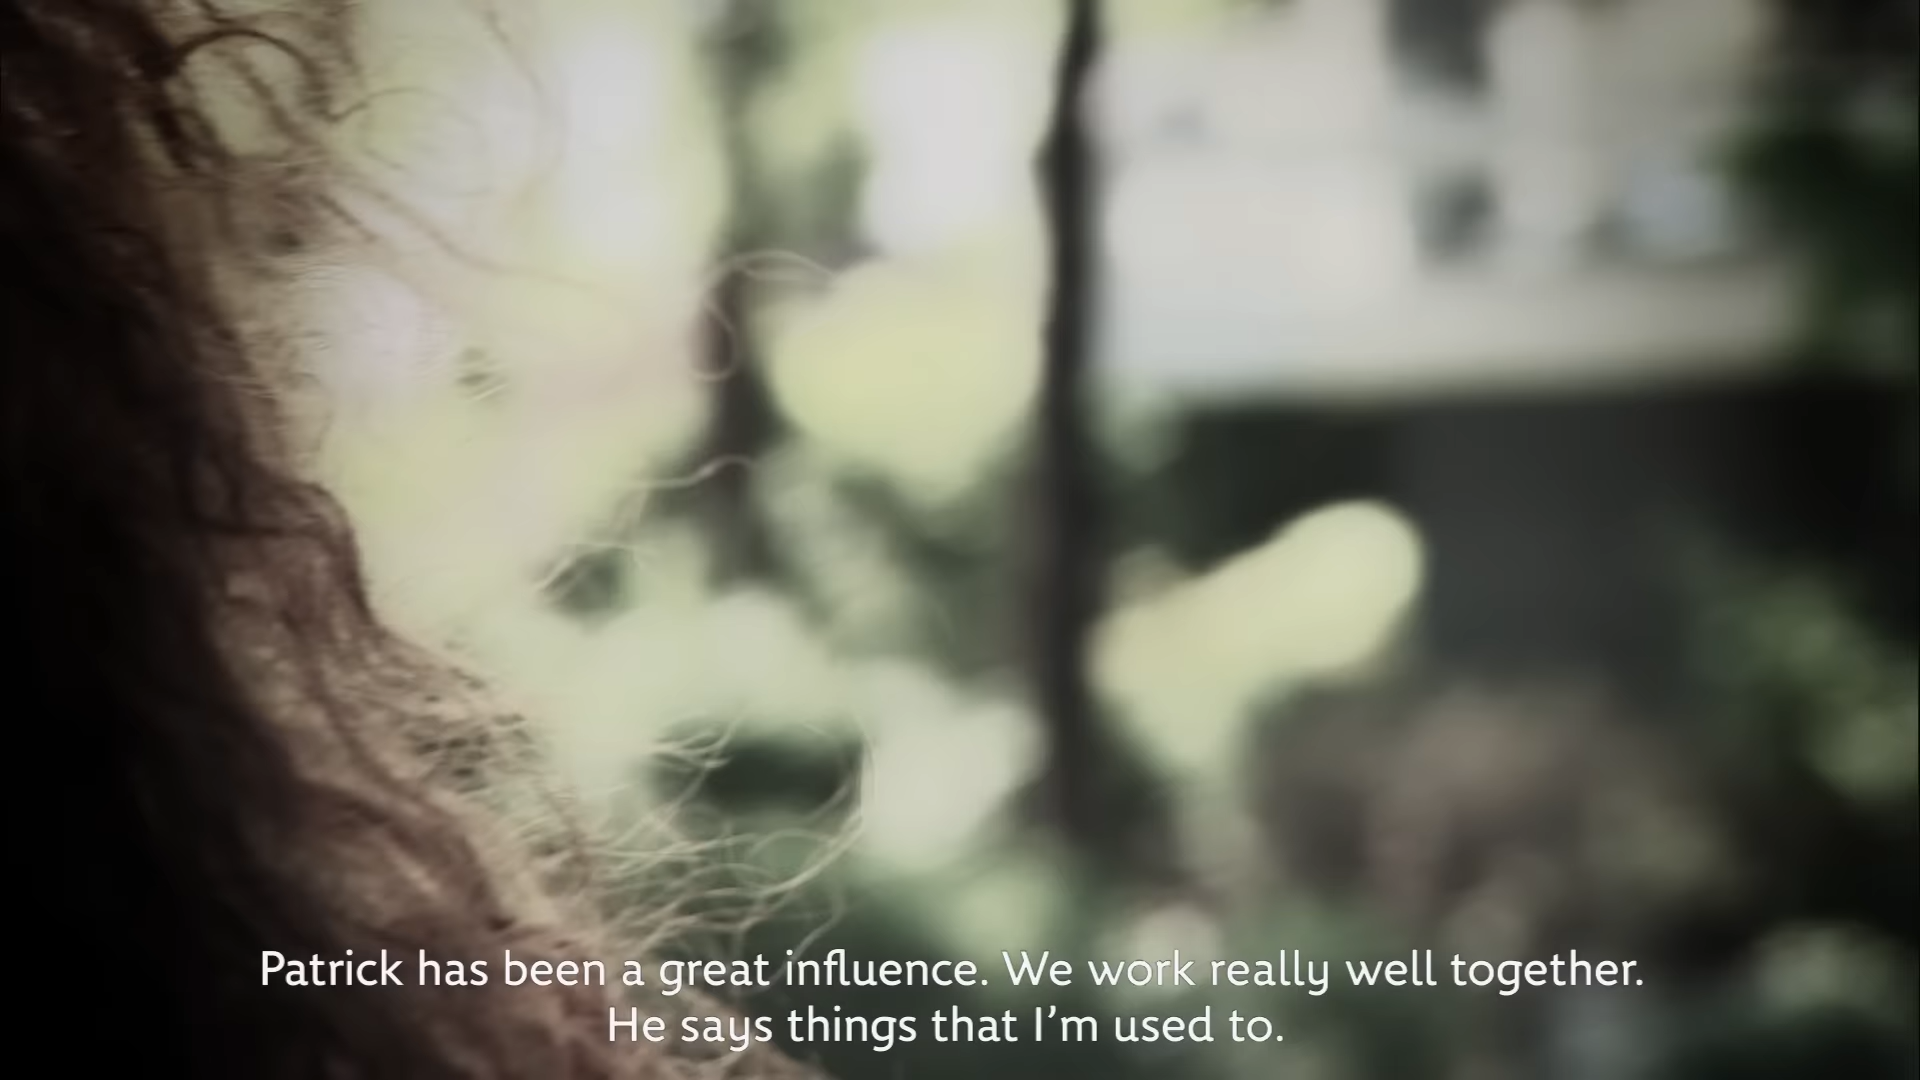 Patrick has been a great influence. We work really well together.
He says things that I’m used to.